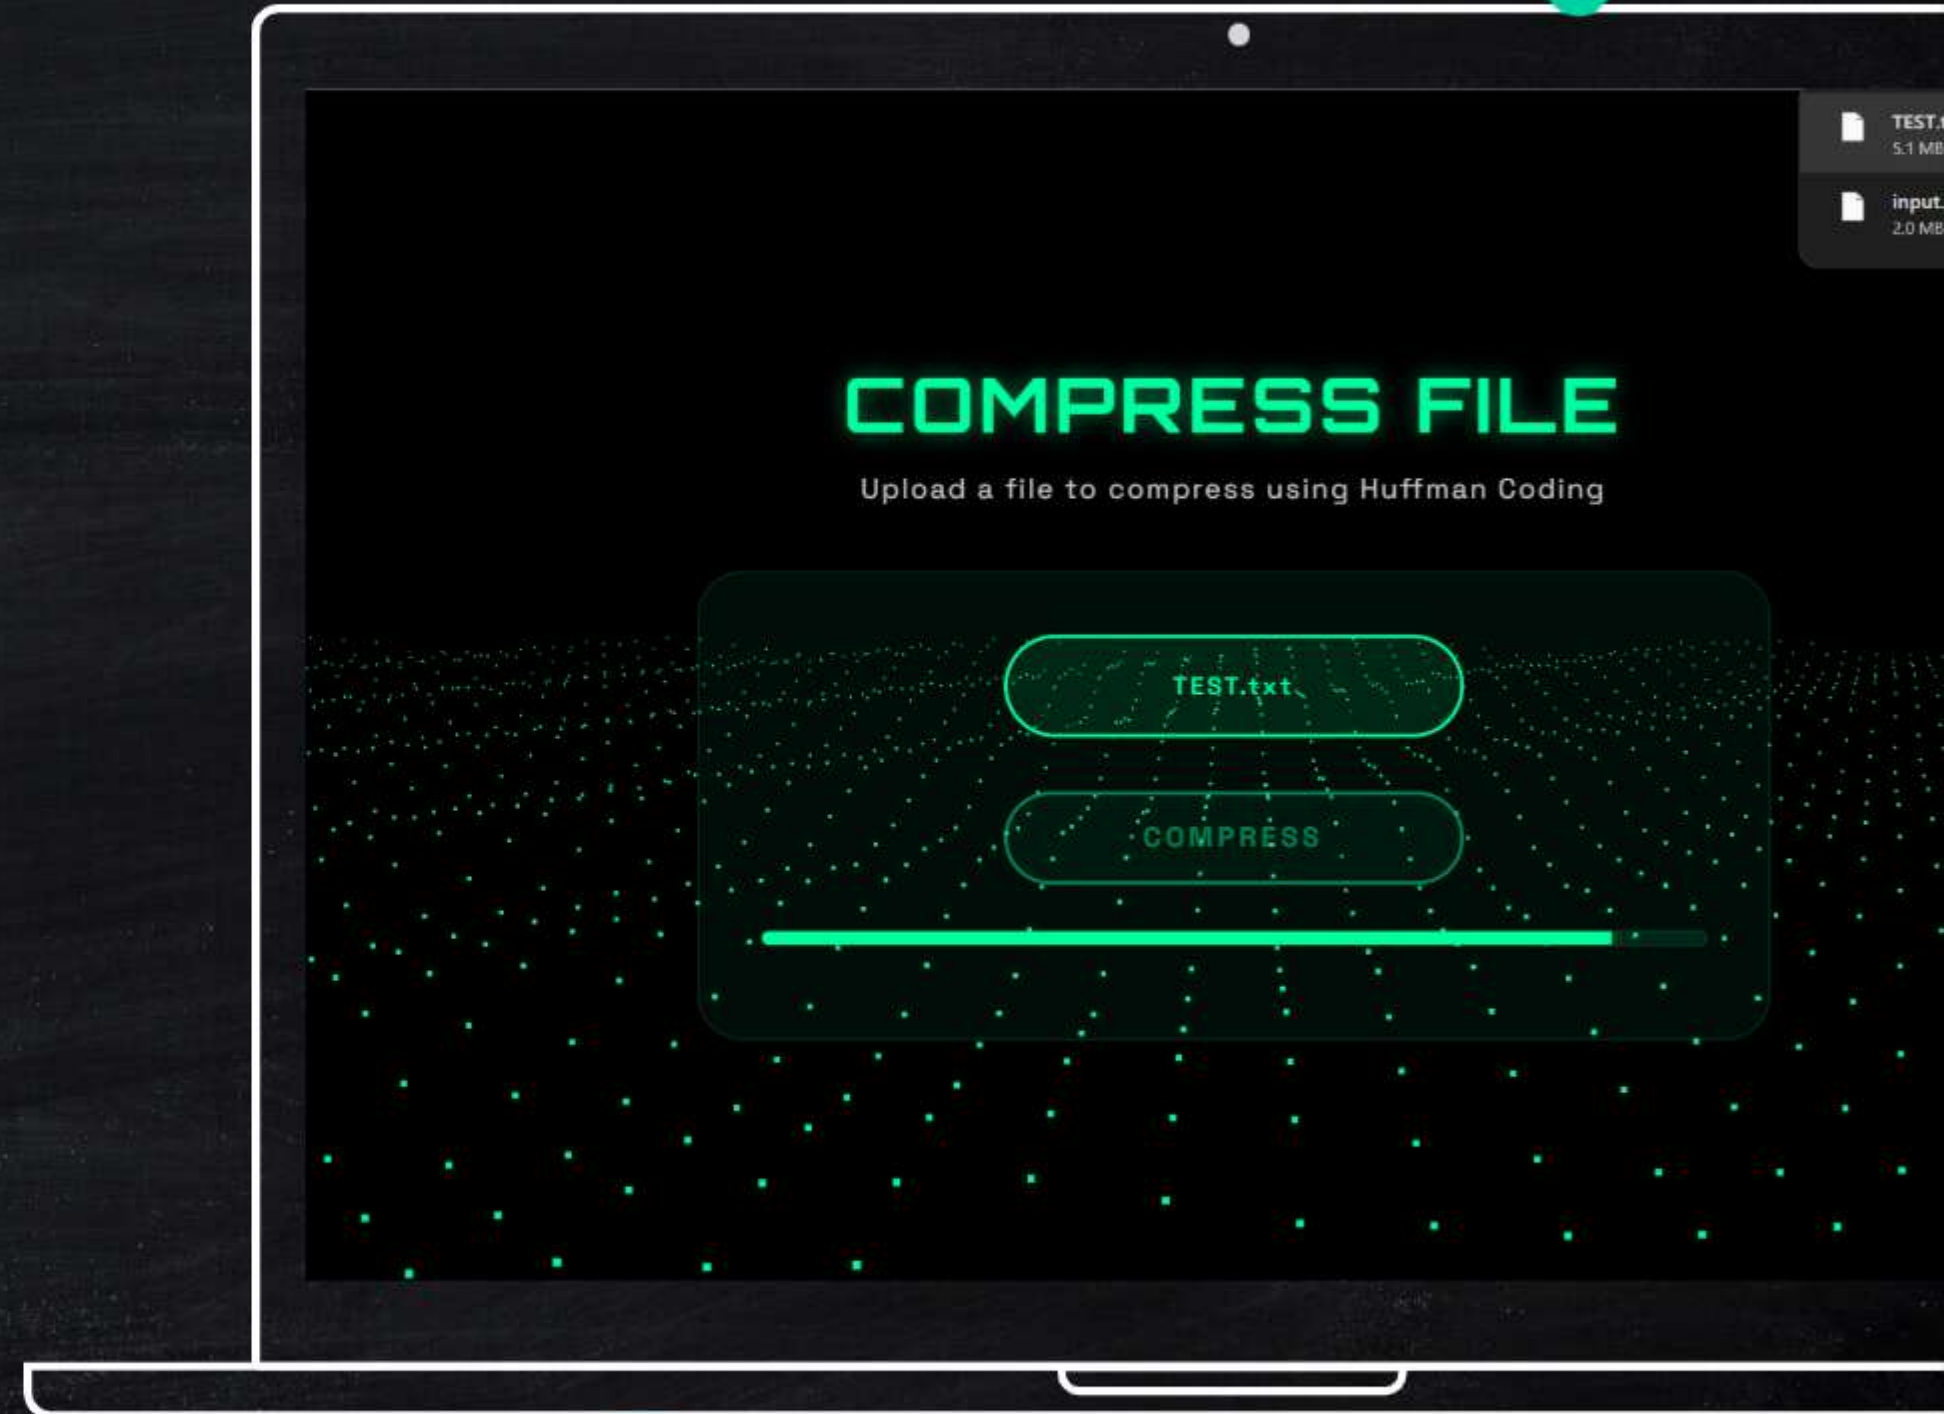 5.1 MB
2.0 MB
COMPRESS FILE
Upload a file to compress using Huffman Coding
TEST.txt
COMPRESS